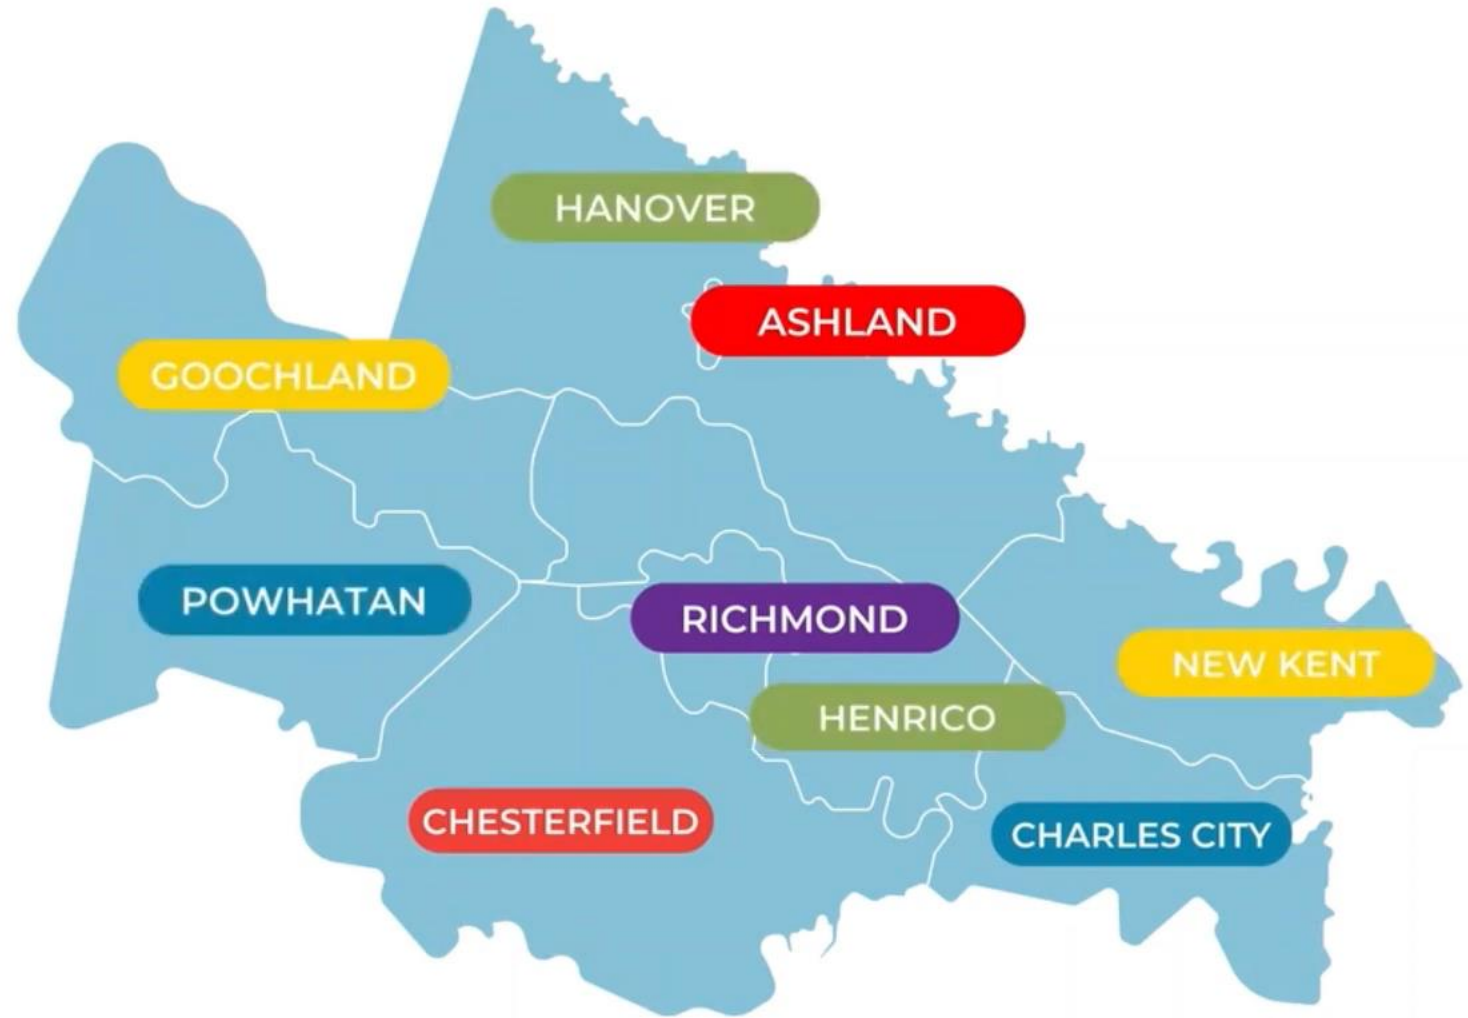 HANOVER
ASHLAND
GOOCHLAND
POWHATAN
RICHMOND
NEW KENT
HENRICO
CHESTERFIELD
CHARLES CITY